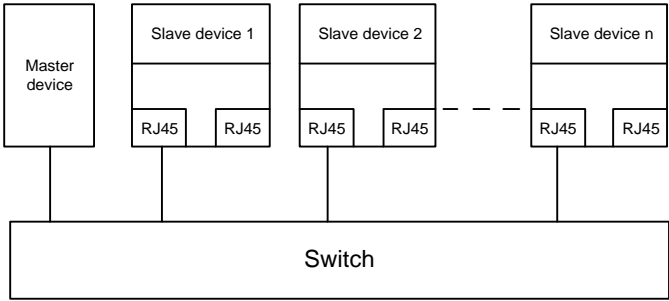 Master
device
Slave device 1
Slave device 2
Slave device n
RJ45 RJ45 RJ45 RJ45 RJ45 RJ45
Switch